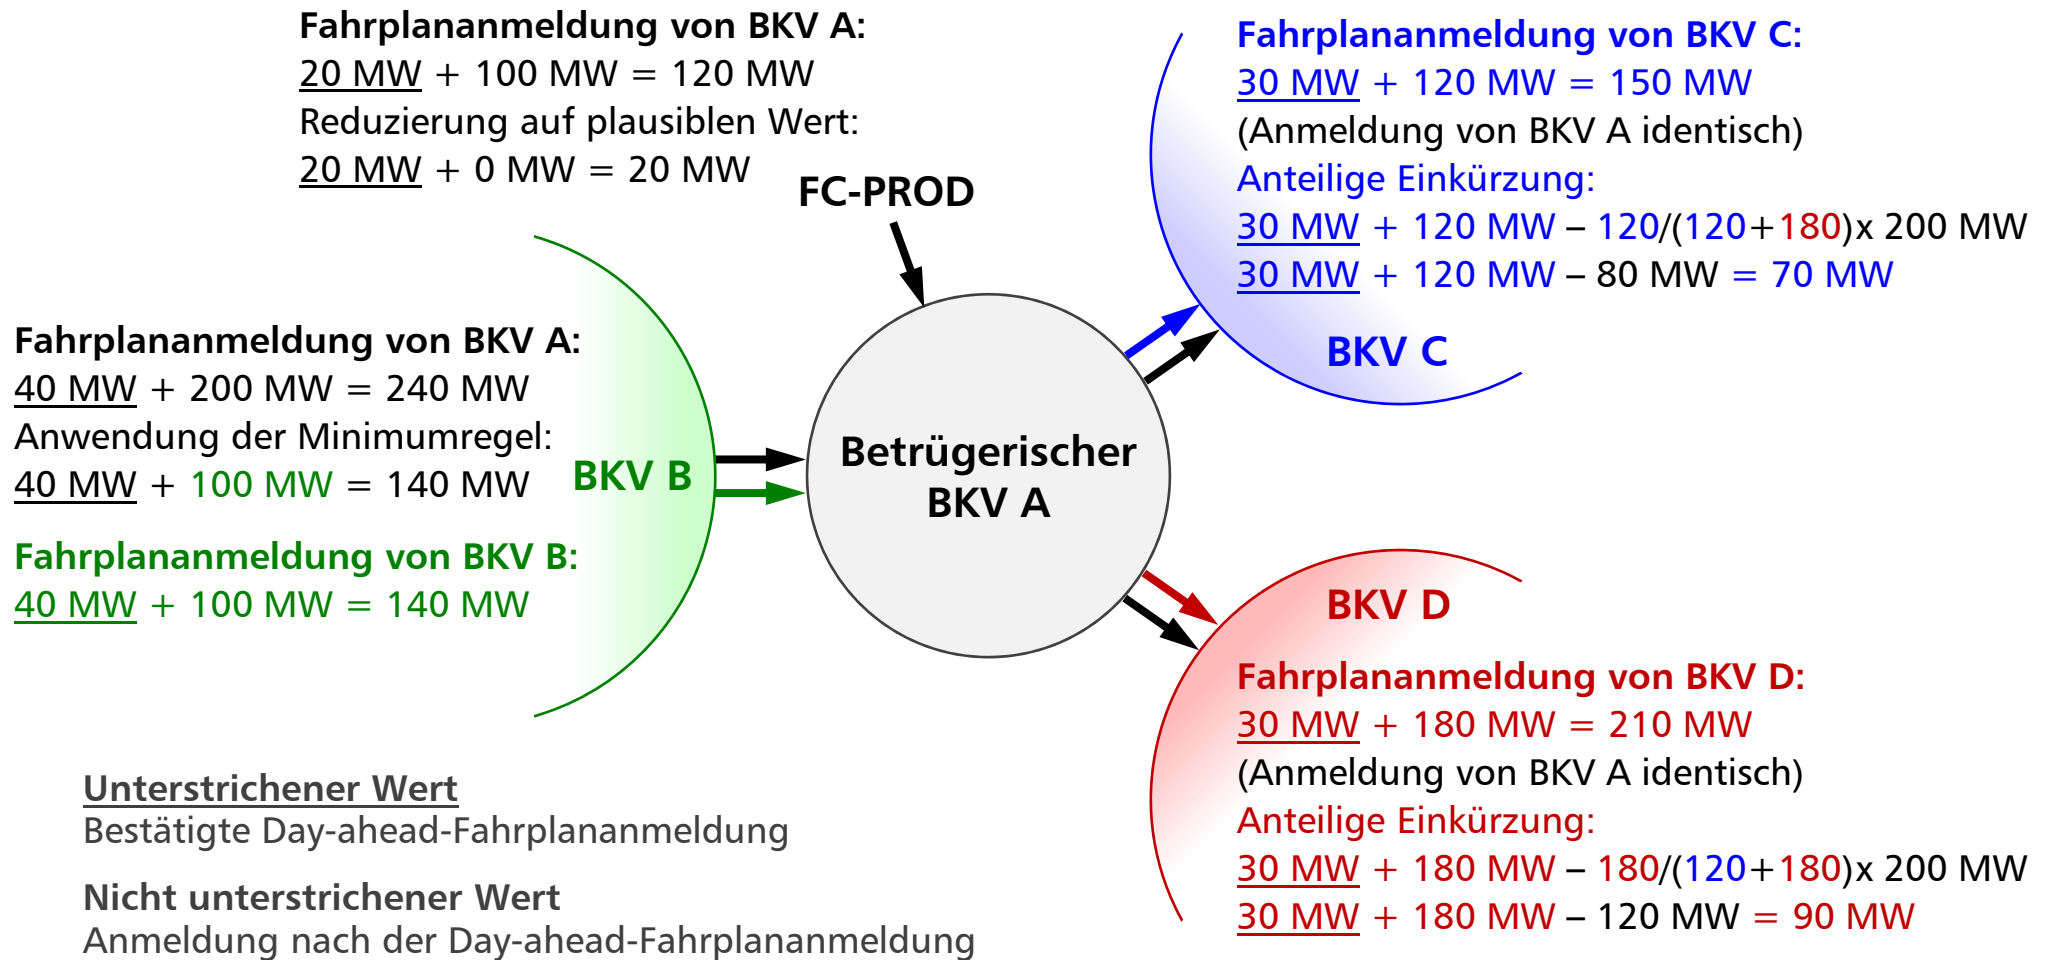 Fahrplananmeldung von BKV A:
20 MW + 100 MW = 120 MW
Reduzierung auf plausiblen Wert:
20 MW + 0 MW = 20 MW
FC-PROD
Fahrplananmeldung von BKV C:
30 MW + 120 MW = 150 MW
(Anmeldung von BKV A identisch)
Anteilige Einkürzung:
30 MW + 120 MW – 120/(120+180)x 200 MW
30 MW + 120 MW – 80 MW = 70 MW
BKV C
Fahrplananmeldung von BKV A:
40 MW + 200 MW = 240 MW
Anwendung der Minimumregel:
40 MW + 100 MW = 140 MW
BKV B
Fahrplananmeldung von BKV B:
40 MW + 100 MW = 140 MW
Betrügerischer
BKV A
BKV D
Fahrplananmeldung von BKV D:
30 MW + 180 MW = 210 MW
(Anmeldung von BKV A identisch)
Anteilige Einkürzung:
30 MW + 180 MW – 180/(120+180)x 200 MW
30 MW + 180 MW – 120 MW = 90 MW
Unterstrichener Wert
Bestätigte Day-ahead-Fahrplananmeldung
Nicht unterstrichener Wert
Anmeldung nach der Day-ahead-Fahrplananmeldung